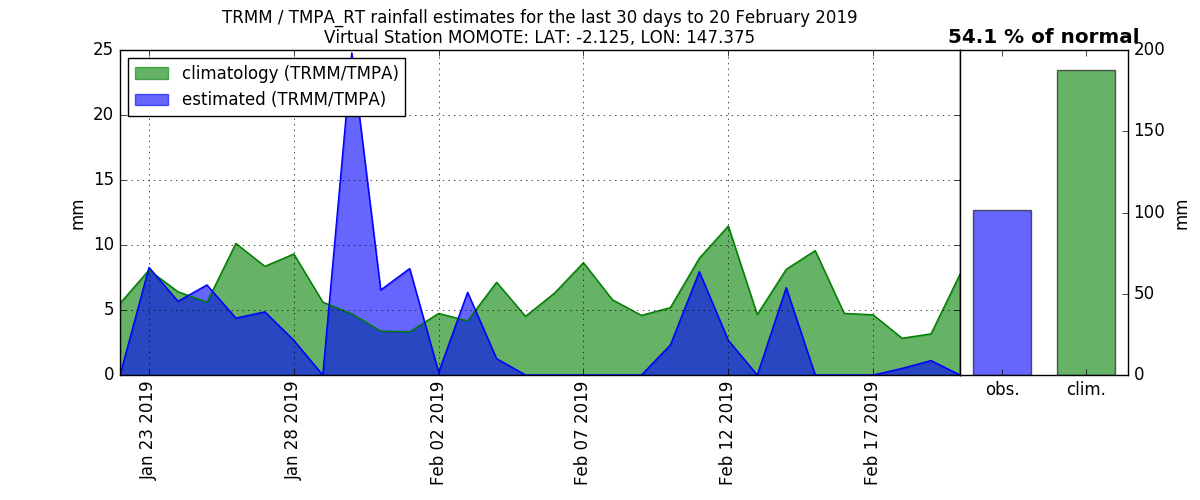 TRMM / TMPA_RT rainfall estimates for the last 30 days to 20 February 2019
Virtual Station MOMOTE: LAT: -2.125, LON: 147.375
54.1 % of normal
climatology (TRMM/TMPA)
estimated (TRMM/TMPA)
25
20
15
10
5
0
mm
Jan 23 2019
Jan 28 2019
Feb 02 2019
Feb 07 2019
Feb 12 2019
Feb 17 2019
200
150
100
50
0
mm
obs.
clim.